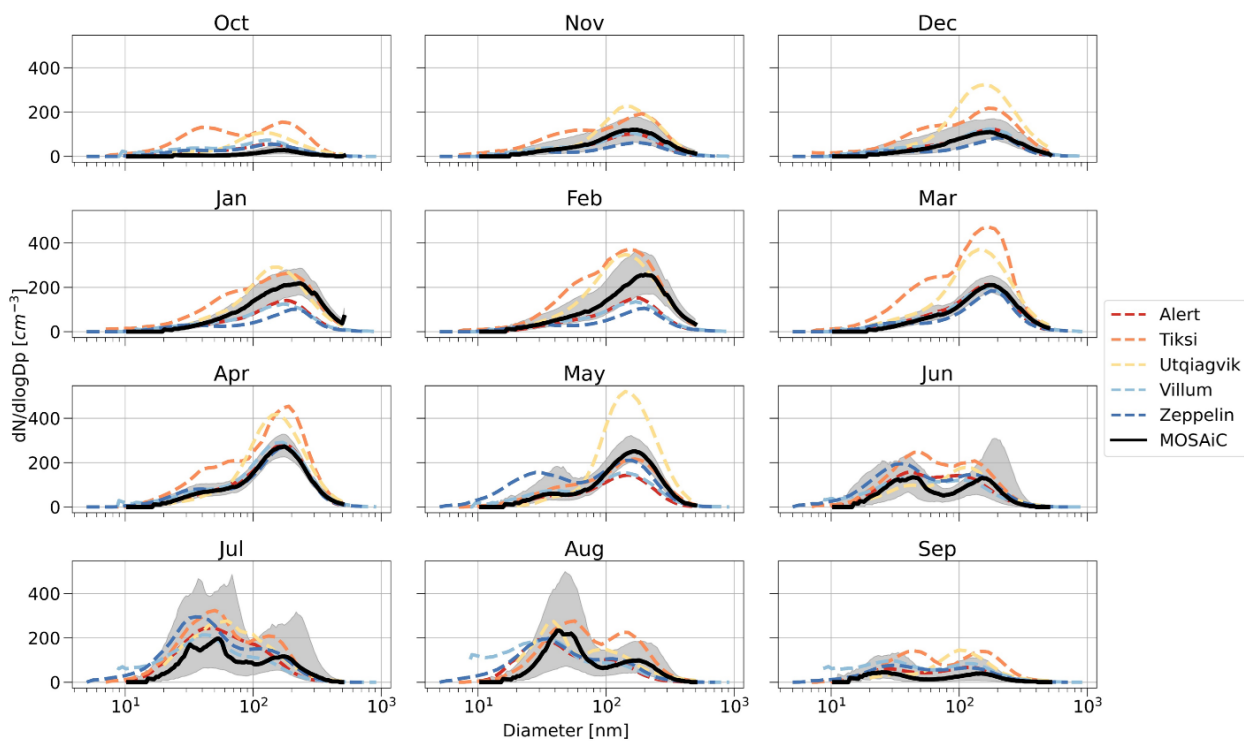 Oct Nov Dec
400
200
0
Jan Feb Mar
400
200
0
Apr May Jun
400
200
0
Jul Aug Sep
400
200
0
10¹ 10² 10³ 10¹ 10² 10³ 10¹ 10² 10³
Diameter [nm] Diameter [nm]
dN/dlogDp [cm⁻³]
Alert
Tiksi
Utqiagvik
Villum
Zeppelin
MOSAiC